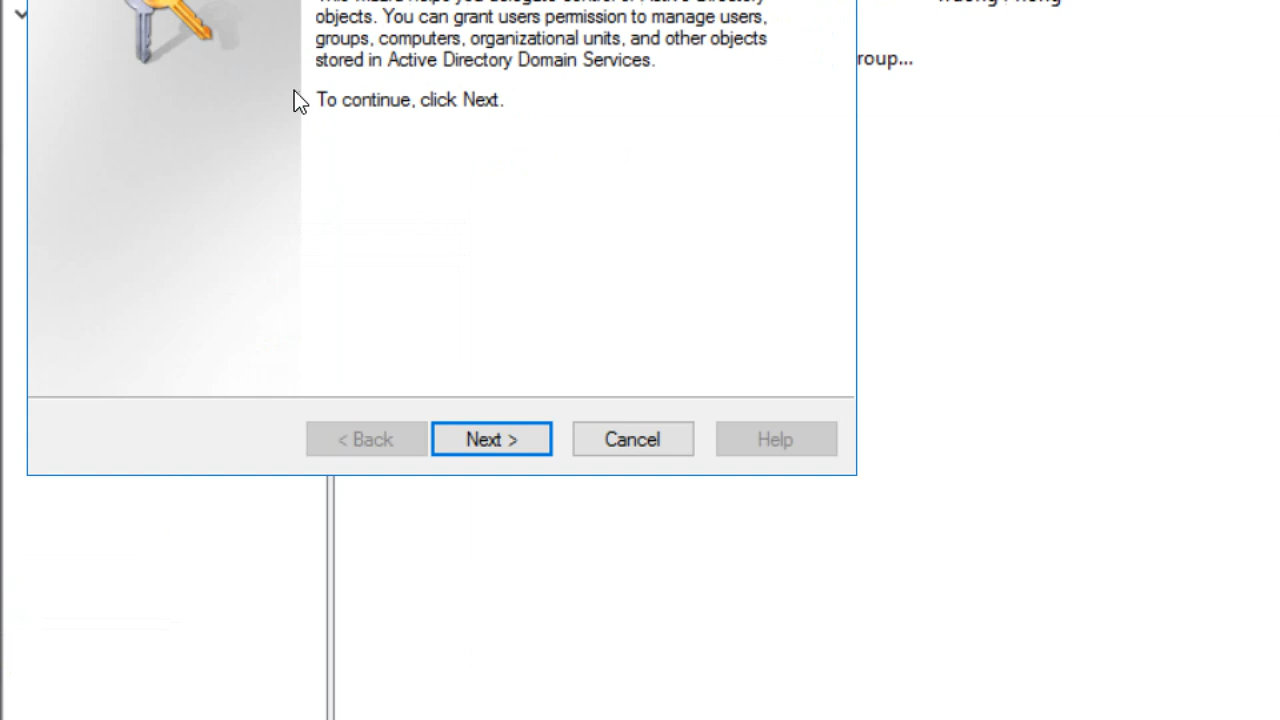 objects. You can grant users permission to manage users,
groups, computers, organizational units, and other objects
stored in Active Directory Domain Services.
roup...
To continue, click Next.
< Back
Next >
Cancel
Help